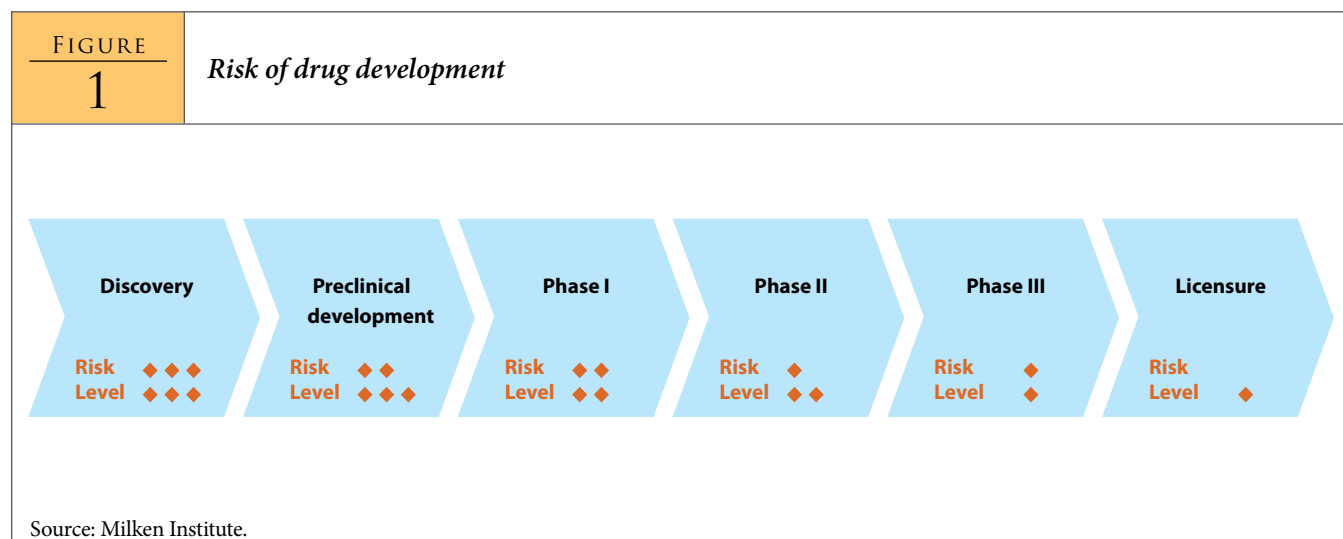 FIGURE
1
Risk of drug development
Discovery
Risk ◆ ◆ ◆
Level ◆ ◆ ◆
Preclinical
development
Risk ◆ ◆
Level ◆ ◆ ◆
Phase I
Risk ◆ ◆
Level ◆ ◆
Phase II
Risk ◆
Level ◆ ◆
Phase III
Risk ◆
Level ◆
Licensure
Risk
Level ◆
Source: Milken Institute.